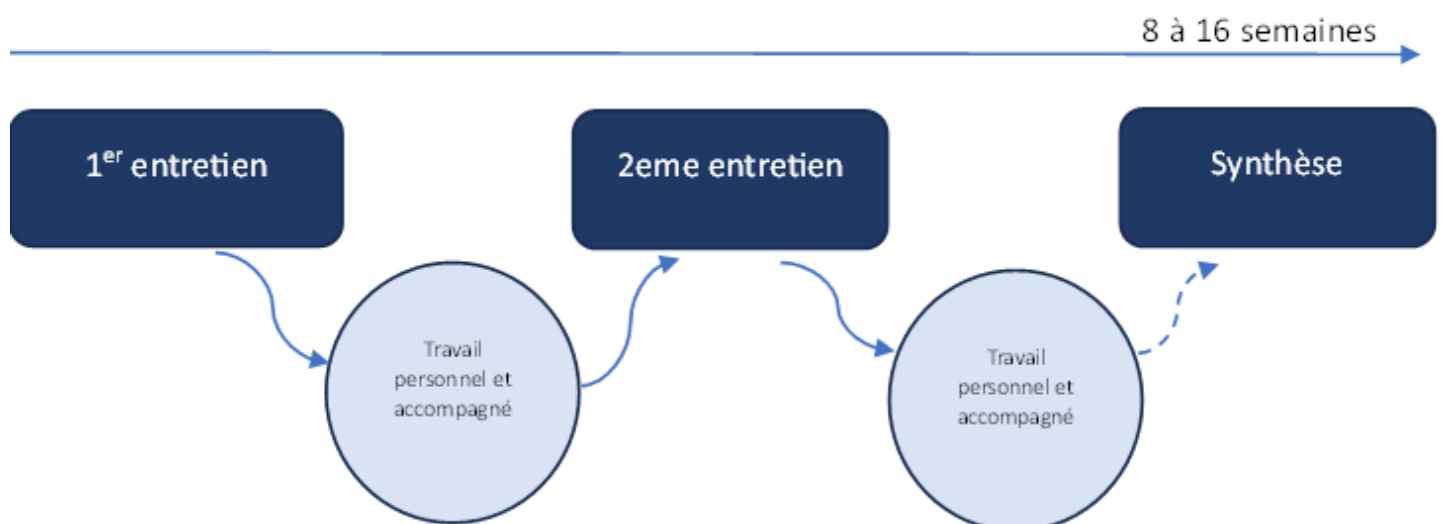 8 à 16 semaines
1er entretien
2eme entretien
Synthèse
Travail
personnel et
accompagné
Travail
personnel et
accompagné